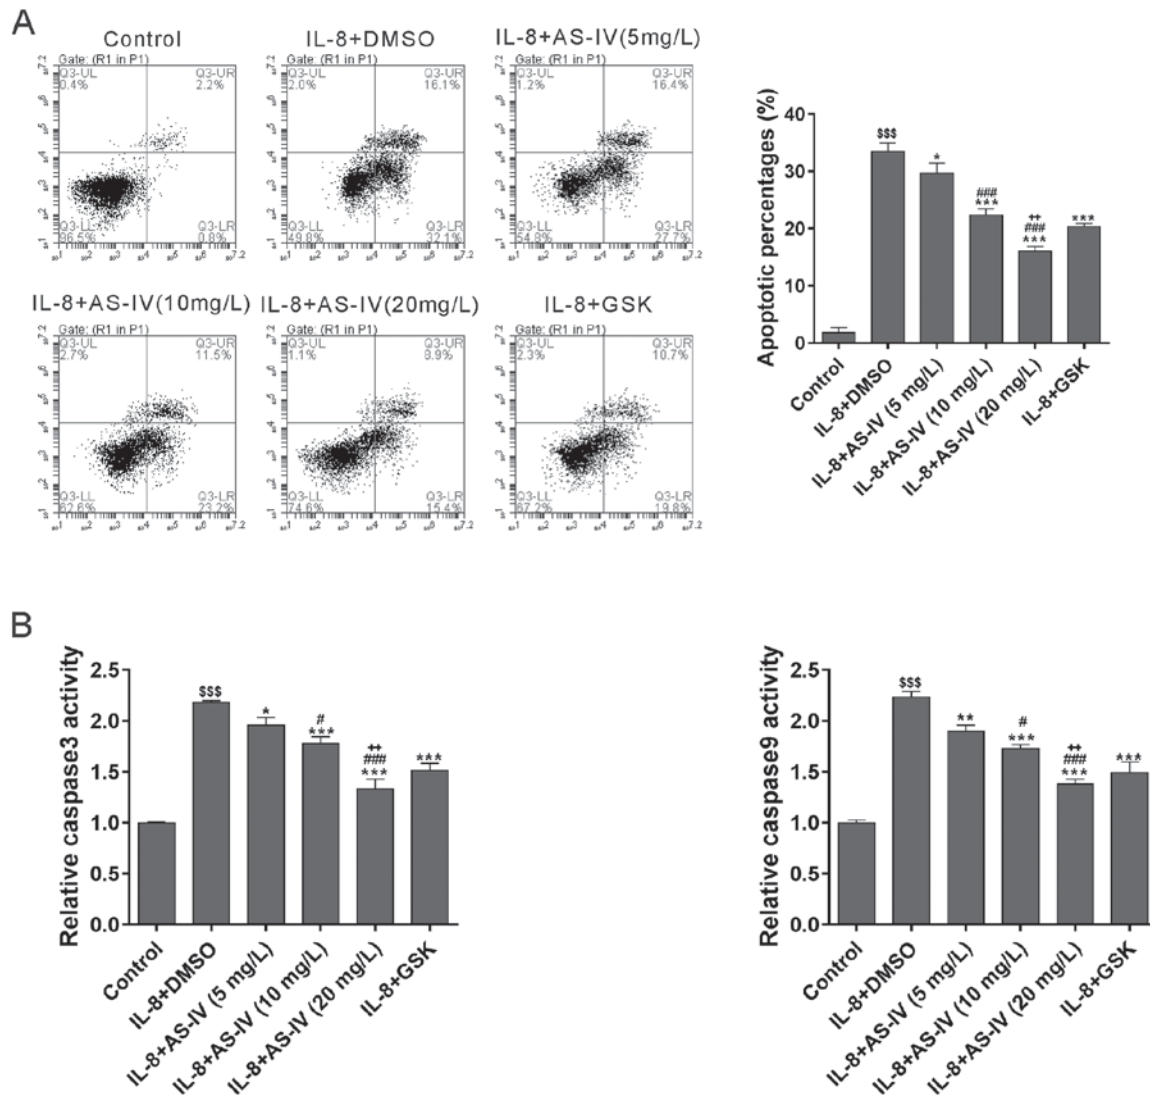 A
Control
IL-8+DMSO
IL-8+AS-IV(5mg/L)
Gate: (R1 in P1)
Gate: (R1 in P1)
Gate: (R1 in P1)
Q3-UL
Q3-UR
0.4%
2.2%
Q3-LL
Q3-LR
96.5%
0.8%
Q3-UL
Q3-UR
2.0%
16.1%
Q3-LL
Q3-LR
49.8%
32.1%
Q3-UL
Q3-UR
1.2%
16.4%
Q3-LL
Q3-LR
54.8%
27.7%
IL-8+AS-IV(10mg/L)
IL-8+AS-IV(20mg/L)
IL-8+GSK
Gate: (R1 in P1)
Gate: (R1 in P1)
Gate: (R1 in P1)
Q3-UL
Q3-UR
2.7%
11.5%
Q3-LL
Q3-LR
62.6%
23.2%
Q3-UL
Q3-UR
1.1%
8.9%
Q3-LL
Q3-LR
74.6%
15.4%
Q3-UL
Q3-UR
2.3%
10.7%
Q3-LL
Q3-LR
67.2%
19.8%
Apoptotic percentages (%)
40
30
20
10
0
$$$
*
###
***
++
###
***
***
Control
IL-8+DMSO
IL-8+AS-IV (5 mg/L)
IL-8+AS-IV (10 mg/L)
IL-8+AS-IV (20 mg/L)
IL-8+GSK
B
Relative caspase3 activity
2.5
2.0
1.5
1.0
0.5
0.0
$$$
*
#
***
++
###
***
***
Control
IL-8+DMSO
IL-8+AS-IV (5 mg/L)
IL-8+AS-IV (10 mg/L)
IL-8+AS-IV (20 mg/L)
IL-8+GSK
Relative caspase9 activity
2.5
2.0
1.5
1.0
0.5
0.0
$$$
**
#
***
++
###
***
***
Control
IL-8+DMSO
IL-8+AS-IV (5 mg/L)
IL-8+AS-IV (10 mg/L)
IL-8+AS-IV (20 mg/L)
IL-8+GSK